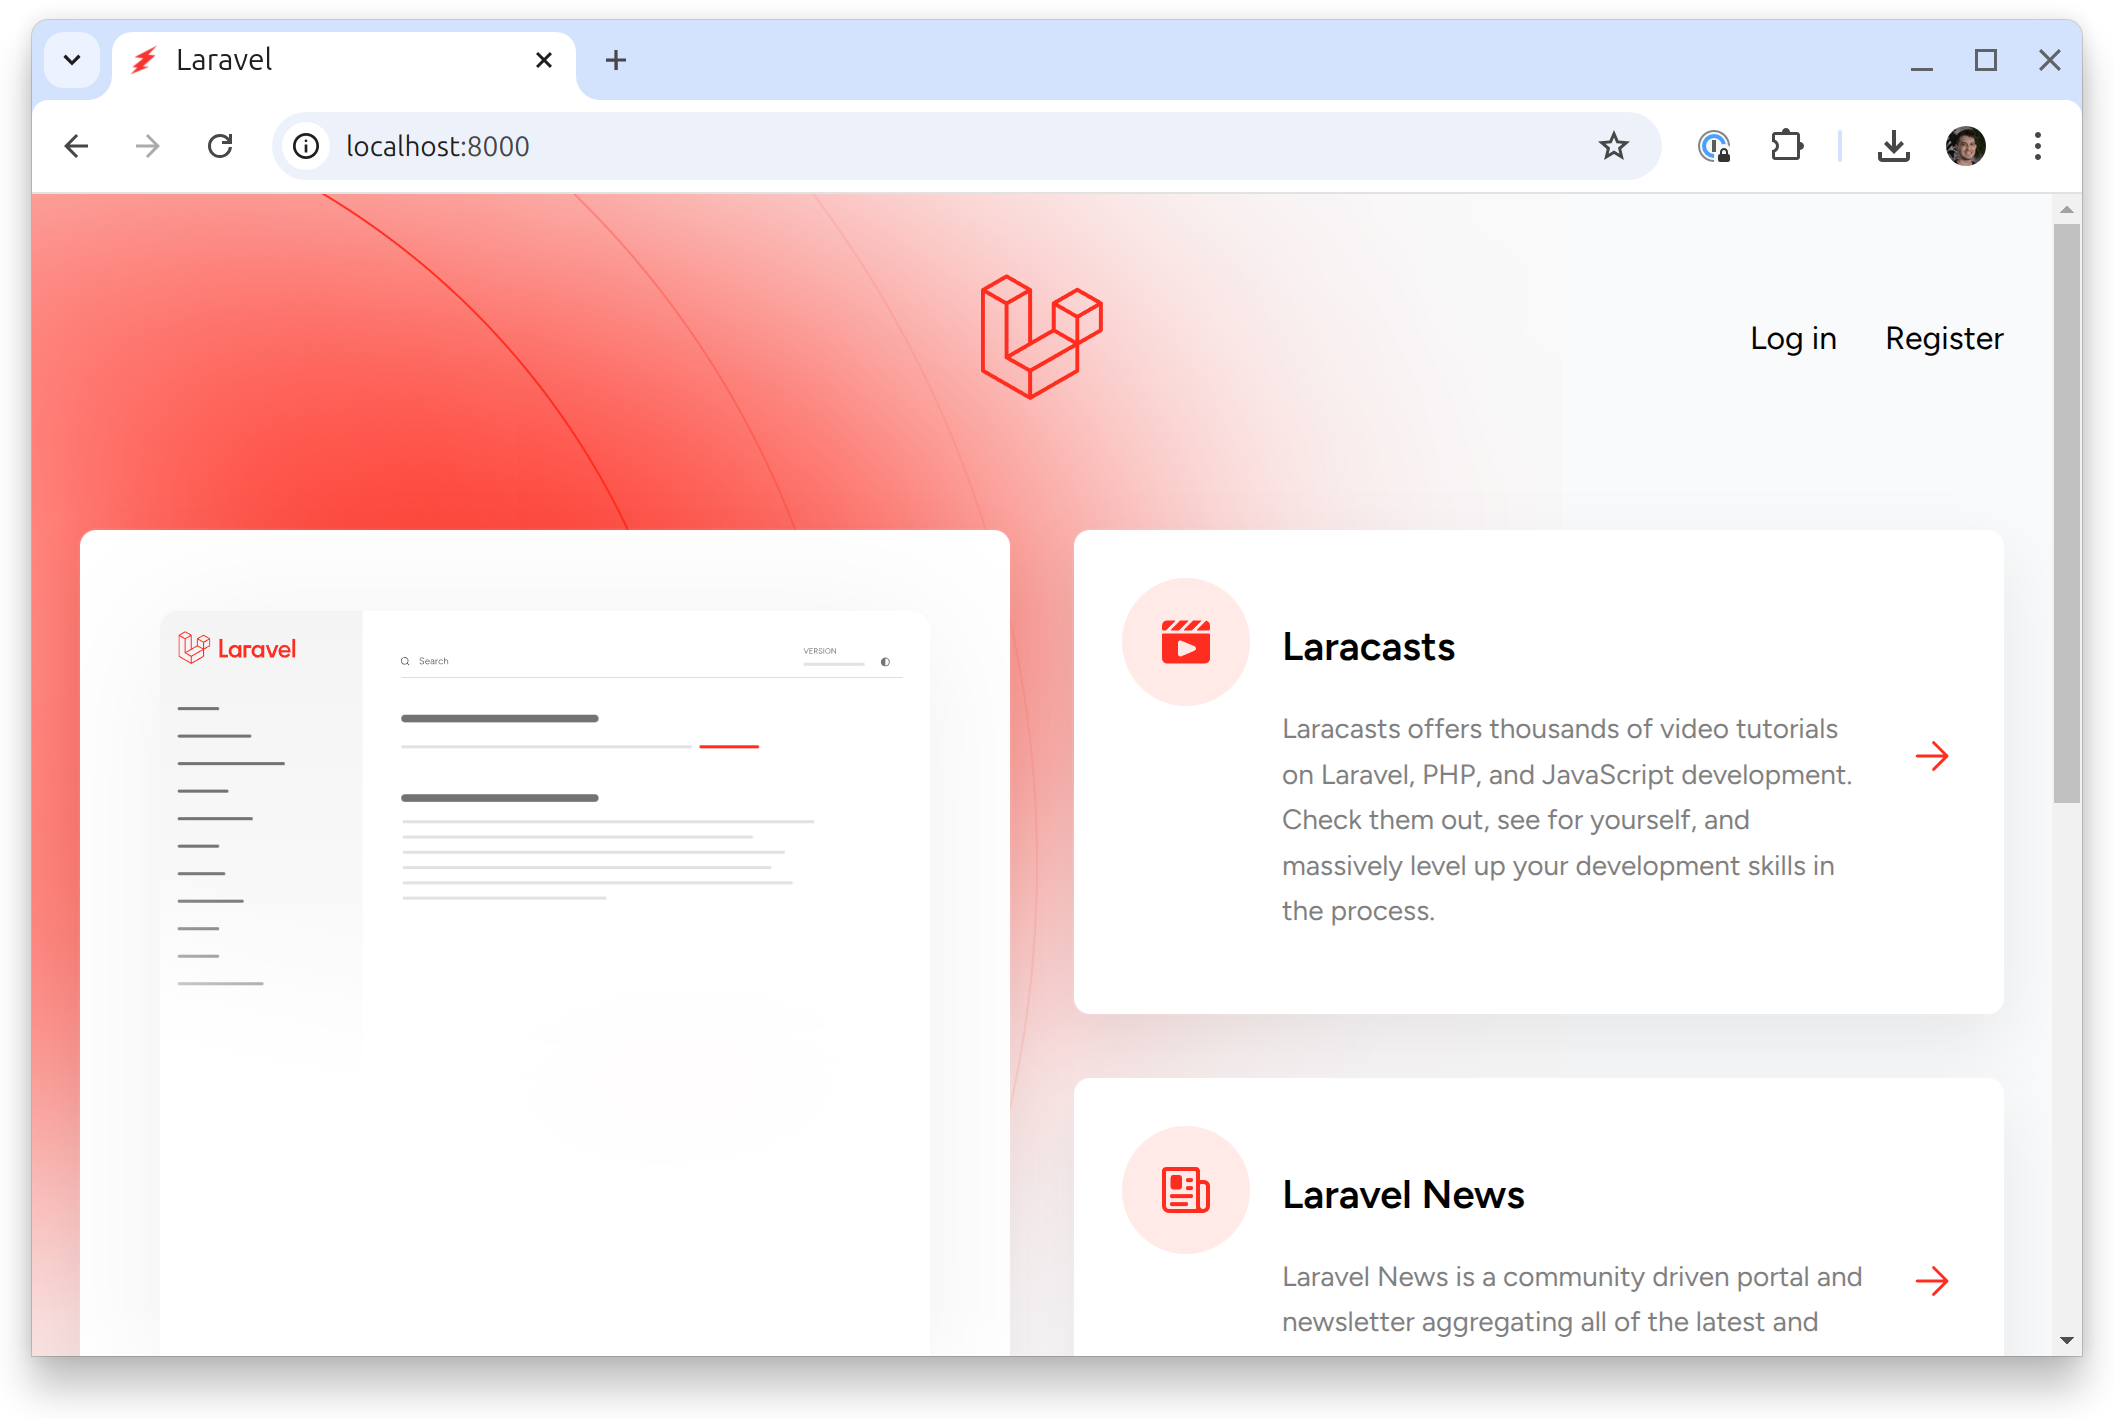 Laravel
localhost:8000
Log in Register
Laravel
Search
VERSION
Laracasts
Laracasts offers thousands of video tutorials
on Laravel, PHP, and JavaScript development.
Check them out, see for yourself, and
massively level up your development skills in
the process.
Laravel News
Laravel News is a community driven portal and
newsletter aggregating all of the latest and